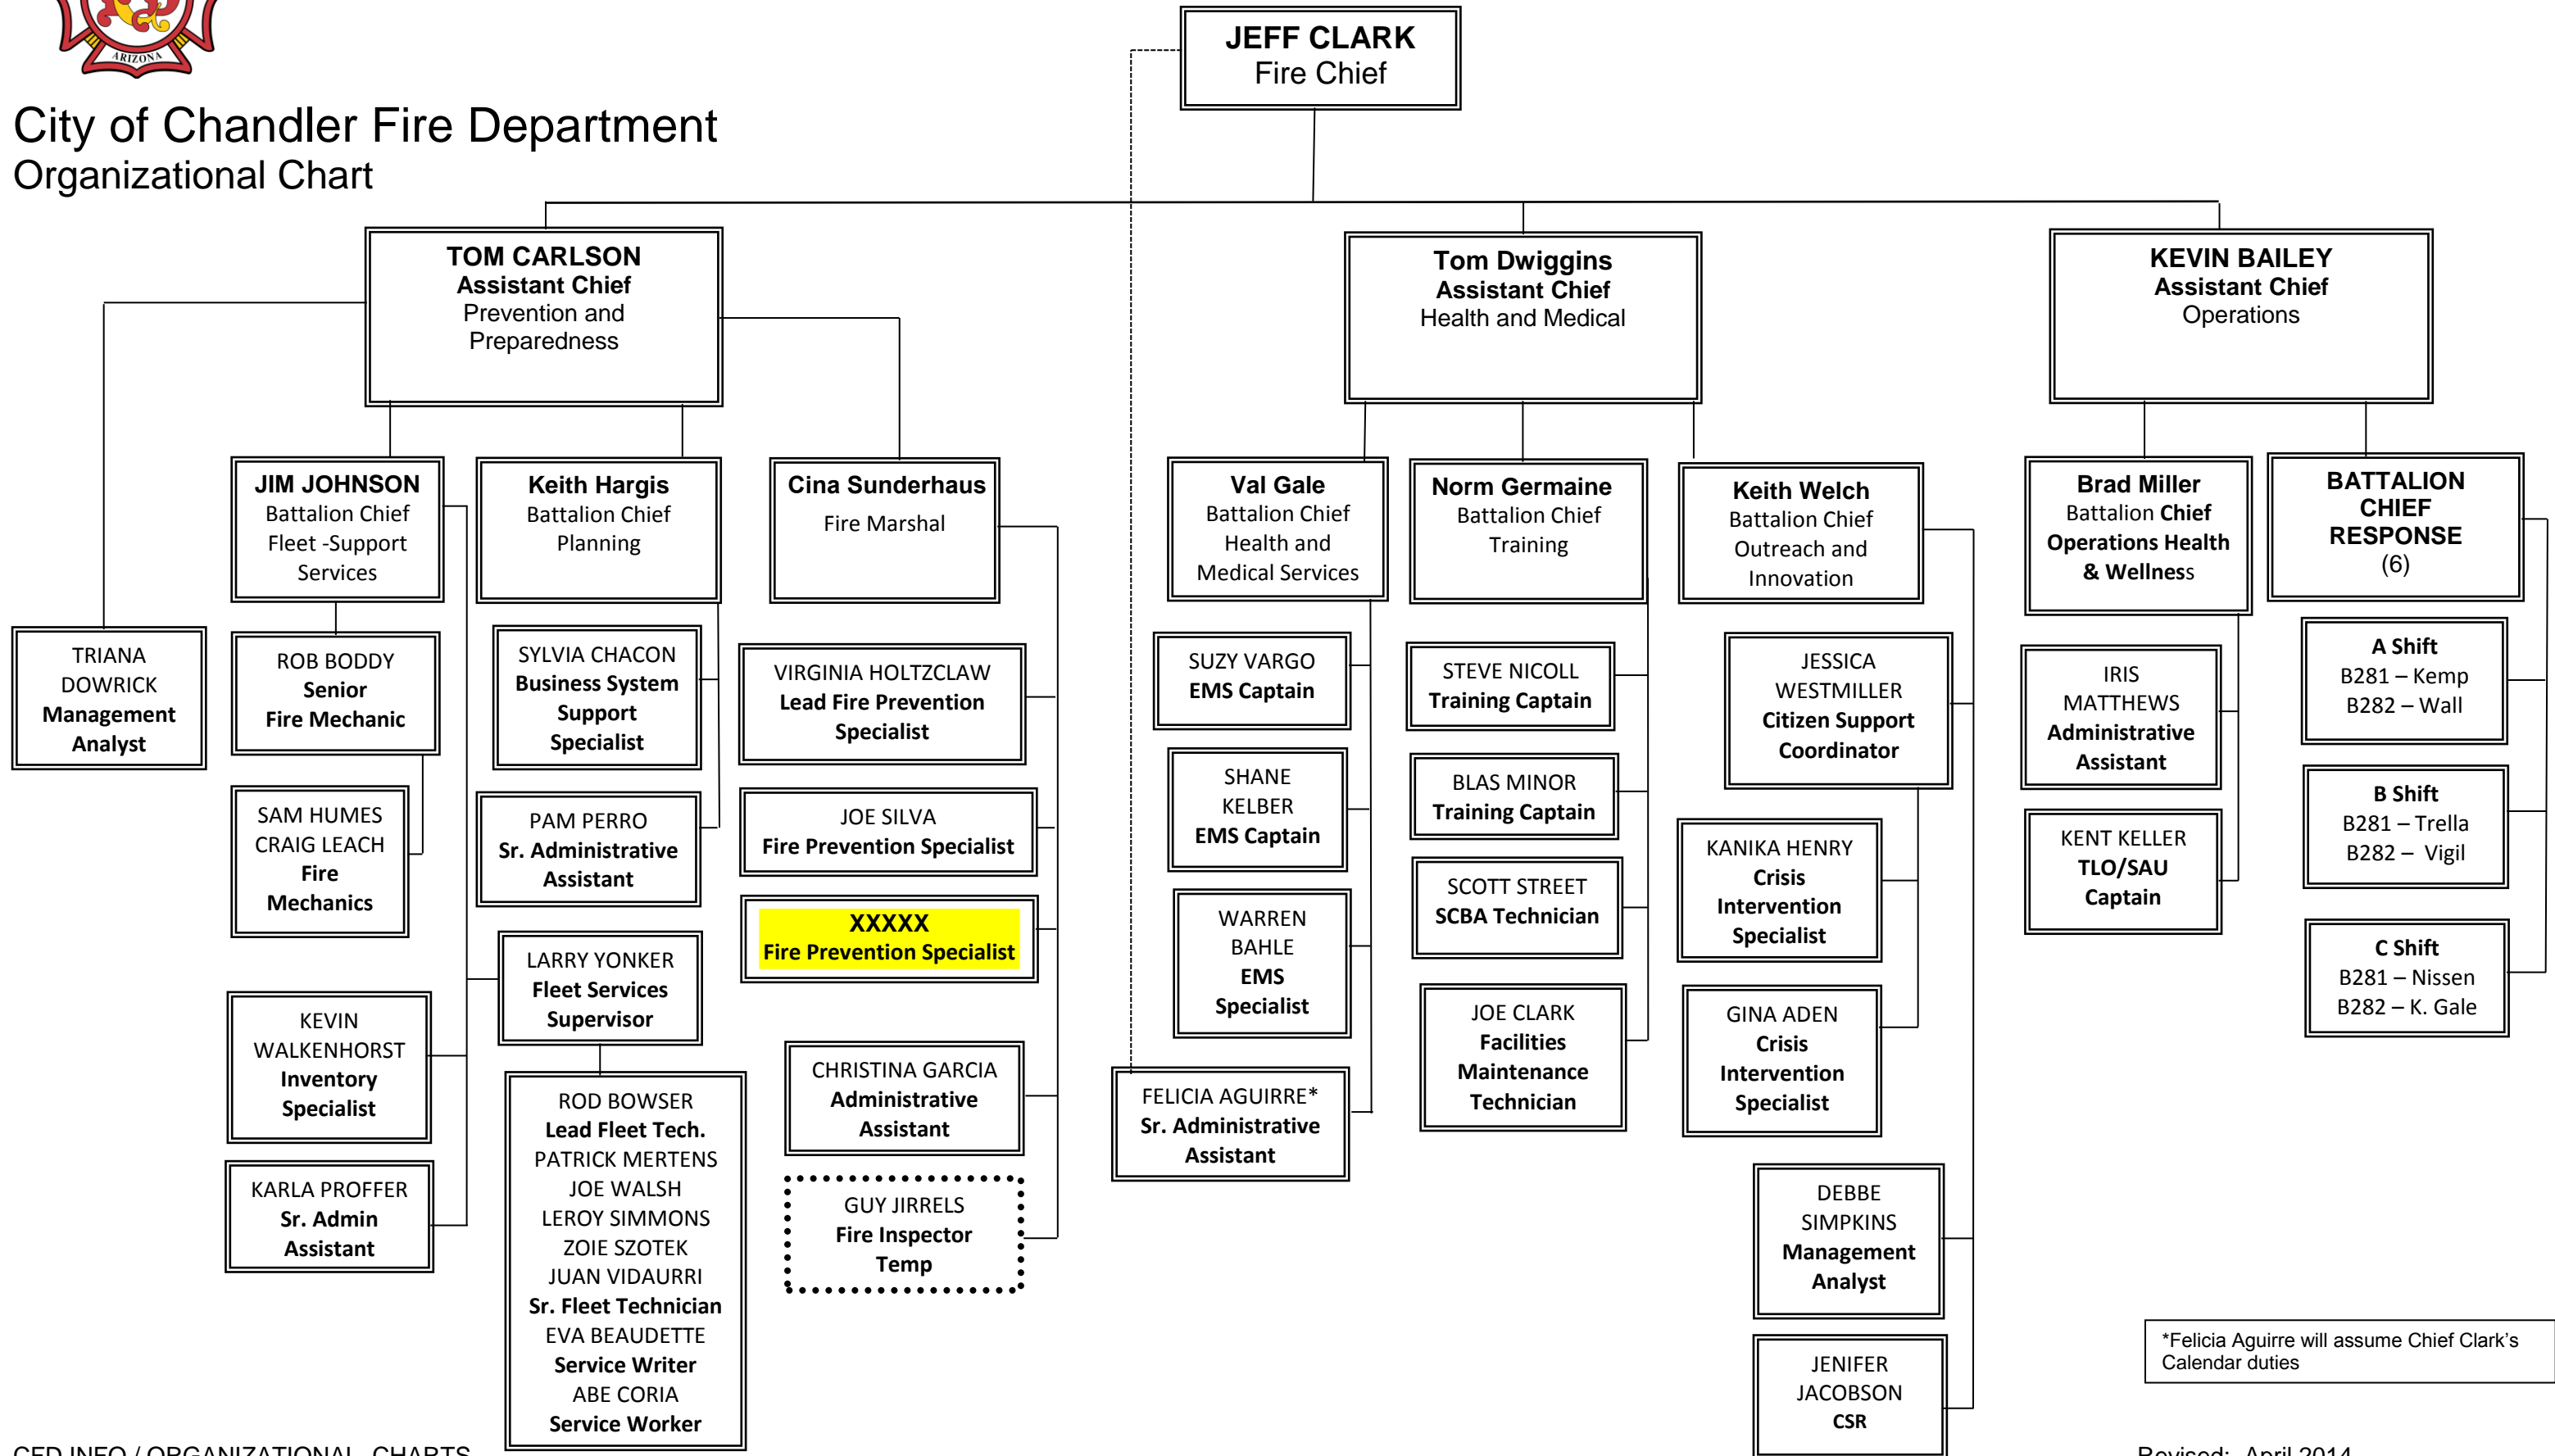 ARIZONA
City of Chandler Fire Department
Organizational Chart
JEFF CLARK
Fire Chief
TOM CARLSON
Assistant Chief
Prevention and
Preparedness
Tom Dwiggins
Assistant Chief
Health and Medical
KEVIN BAILEY
Assistant Chief
Operations
TRIANA
DOWRICK
Management
Analyst
JIM JOHNSON
Battalion Chief
Fleet -Support
Services
ROB BODDY
Senior
Fire Mechanic
SAM HUMES
CRAIG LEACH
Fire
Mechanics
KEVIN
WALKENHORST
Inventory
Specialist
KARLA PROFFER
Sr. Admin
Assistant
Keith Hargis
Battalion Chief
Planning
SYLVIA CHACON
Business System
Support
Specialist
PAM PERRO
Sr. Administrative
Assistant
LARRY YONKER
Fleet Services
Supervisor
ROD BOWSER
Lead Fleet Tech.
PATRICK MERTENS
JOE WALSH
LEROY SIMMONS
ZOIE SZOTEK
JUAN VIDAURRI
Sr. Fleet Technician
EVA BEAUDETTE
Service Writer
ABE CORIA
Service Worker
Cina Sunderhaus
Fire Marshal
VIRGINIA HOLTZCLAW
Lead Fire Prevention
Specialist
JOE SILVA
Fire Prevention Specialist
XXXXX
Fire Prevention Specialist
CHRISTINA GARCIA
Administrative
Assistant
GUY JIRRELS
Fire Inspector
Temp
Val Gale
Battalion Chief
Health and
Medical Services
SUZY VARGO
EMS Captain
SHANE
KELBER
EMS Captain
WARREN
BAHLE
EMS
Specialist
FELICIA AGUIRRE*
Sr. Administrative
Assistant
Norm Germaine
Battalion Chief
Training
STEVE NICOLL
Training Captain
BLAS MINOR
Training Captain
SCOTT STREET
SCBA Technician
JOE CLARK
Facilities
Maintenance
Technician
Keith Welch
Battalion Chief
Outreach and
Innovation
JESSICA
WESTMILLER
Citizen Support
Coordinator
KANIKA HENRY
Crisis
Intervention
Specialist
GINA ADEN
Crisis
Intervention
Specialist
DEBBE
SIMPKINS
Management
Analyst
JENIFER
JACOBSON
CSR
Brad Miller
Battalion Chief
Operations Health
& Wellness
IRIS
MATTHEWS
Administrative
Assistant
KENT KELLER
TLO/SAU
Captain
BATTALION
CHIEF
RESPONSE
(6)
A Shift
B281 – Kemp
B282 – Wall
B Shift
B281 – Trella
B282 – Vigil
C Shift
B281 – Nissen
B282 – K. Gale
*Felicia Aguirre will assume Chief Clark's
Calendar duties
CFD INFO / ORGANIZATIONAL CHARTS
Revised: April 2014